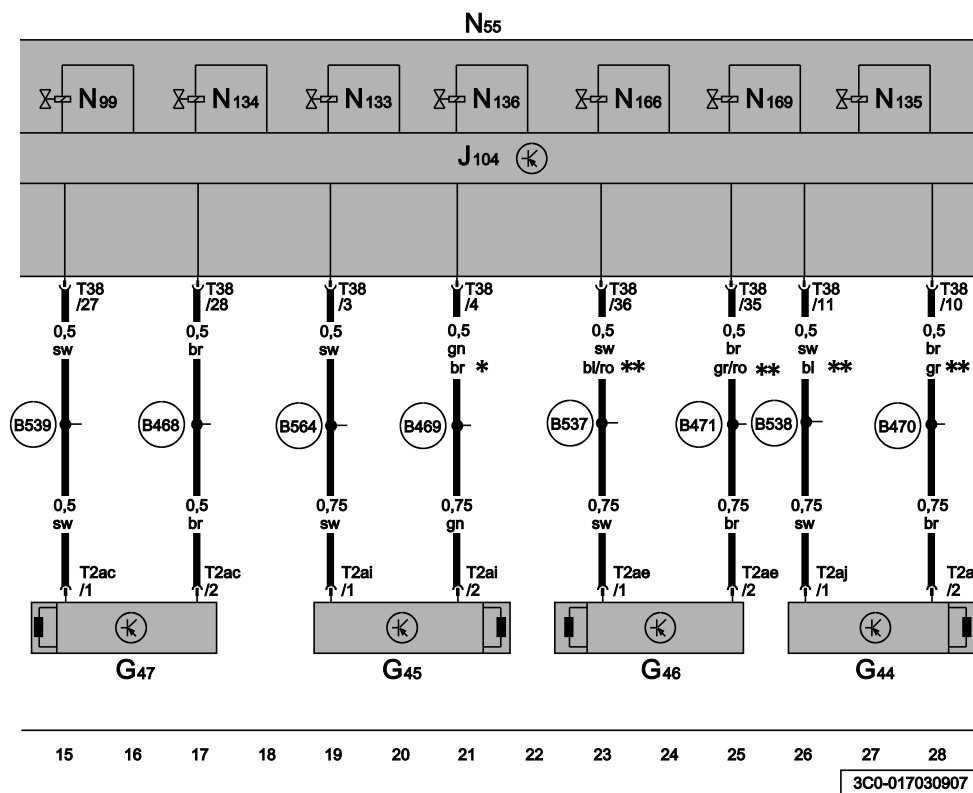 N55
N99 N134 N133 N136 N166 N169 N135
J104
T38 T38 T38 T38 T38 T38 T38 T38
/27 /28 /3 /4 /36 /35 /11 /10
0,5 0,5 0,5 0,5 0,5 0,5 0,5 0,5
sw br sw gn sw br sw br
br * bl/ro ** gr/ro ** bl ** gr **
B539 B468 B564 B469 B537 B471 B538 B470
0,5 0,5 0,75 0,75 0,75 0,75 0,75 0,75
sw br sw gn sw br sw br
T2ac T2ac T2ai T2ai T2ae T2ae T2aj T2a
/1 /2 /1 /2 /1 /2 /1 /2
G47 G45 G46 G44
15 16 17 18 19 20 21 22 23 24 25 26 27 28
3C0-017030907